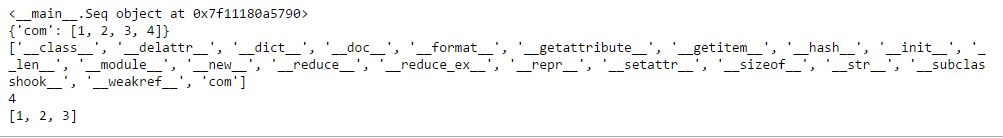 <__main__.Seq object at 0x7f11180a5790>
{'com': [1, 2, 3, 4]}
['__class__', '__delattr__', '__dict__', '__doc__', '__format__', '__getattribute__', '__getitem__', '__hash__', '__init__', '_
_len__', '__module__', '__new__', '__reduce__', '__reduce_ex__', '__repr__', '__setattr__', '__sizeof__', '__str__', '__subclas
shook__', '__weakref__', 'com']
4
[1, 2, 3]